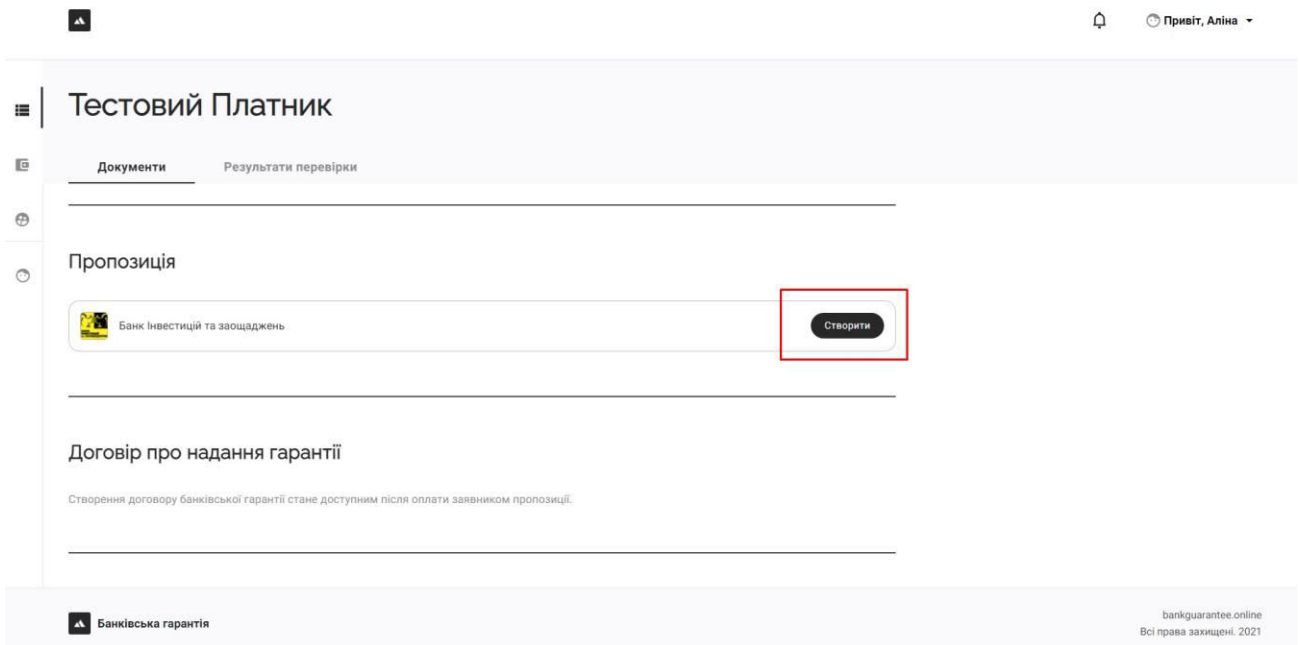 Привіт, Аліна
Тестовий Платник
Документи Результати перевірки
Пропозиція
Банк Інвестицій та заощаджень Створити
Договір про надання гарантії
Створення договору банківської гарантії стане доступним після оплати заявником пропозиції.
Банківська гарантія
bankguarantee.online
Всі права захищені. 2021